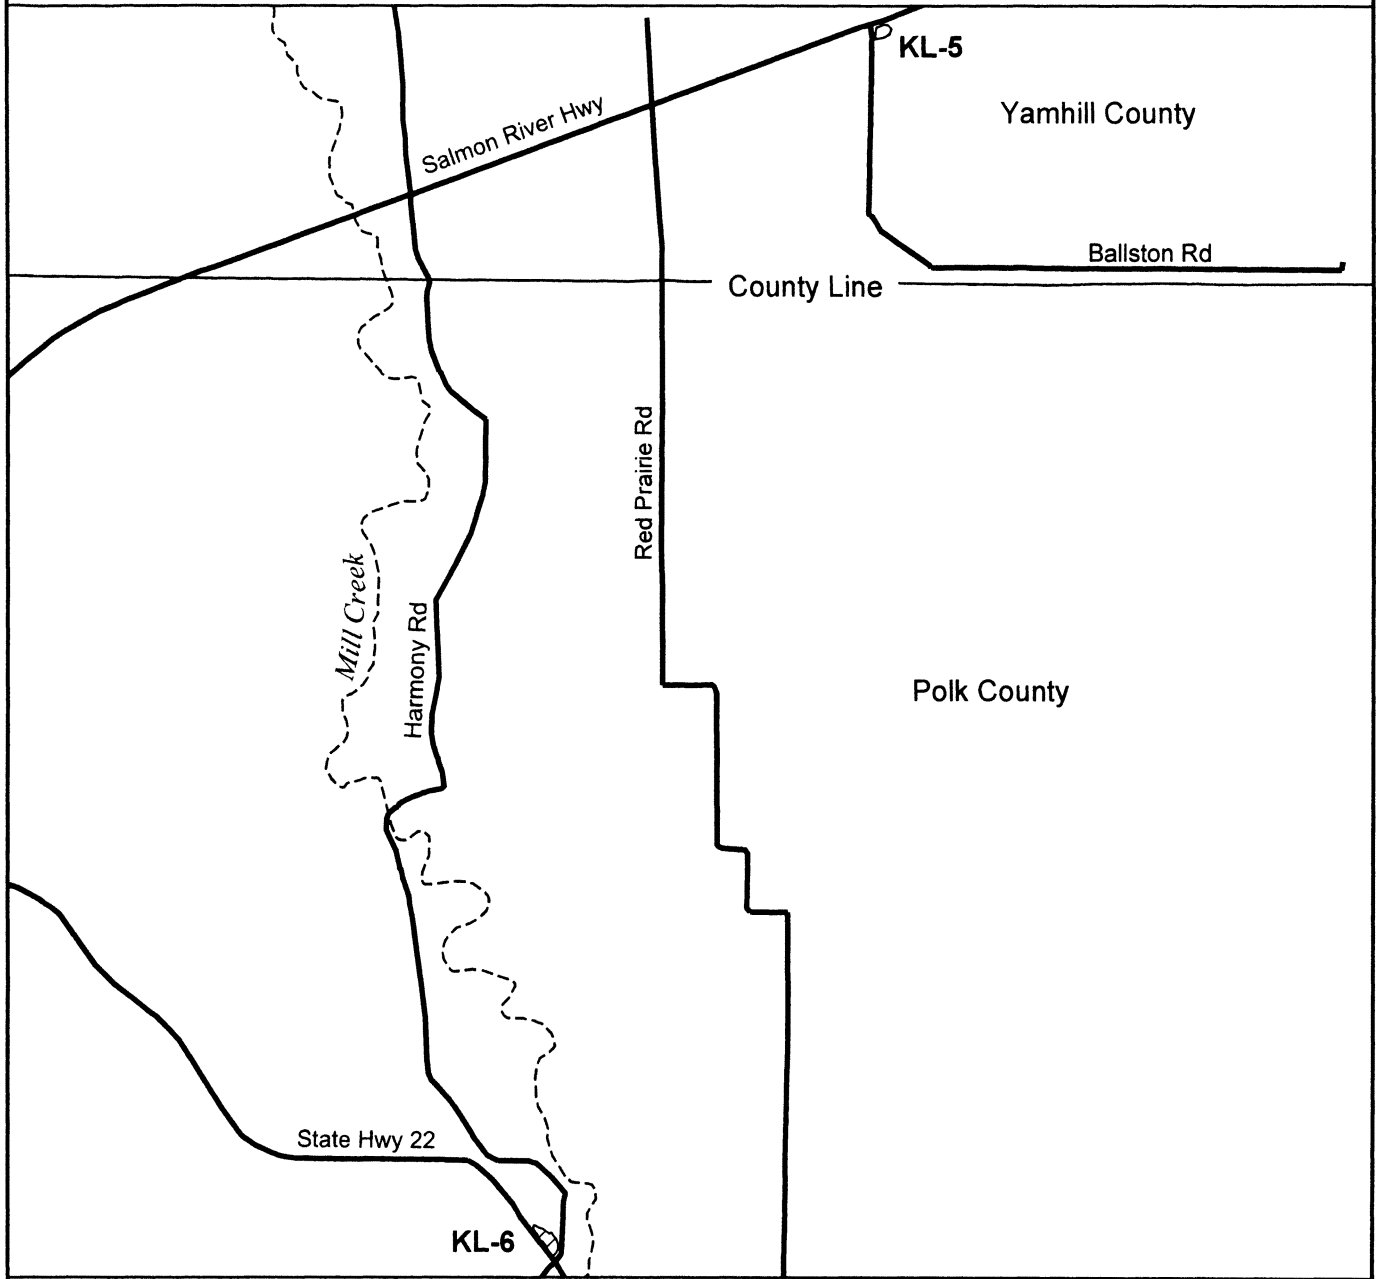 KL-5
Yamhill County
Salmon River Hwy
Ballston Rd
County Line
Red Prairie Rd
Mill Creek
Harmony Rd
Polk County
State Hwy 22
KL-6